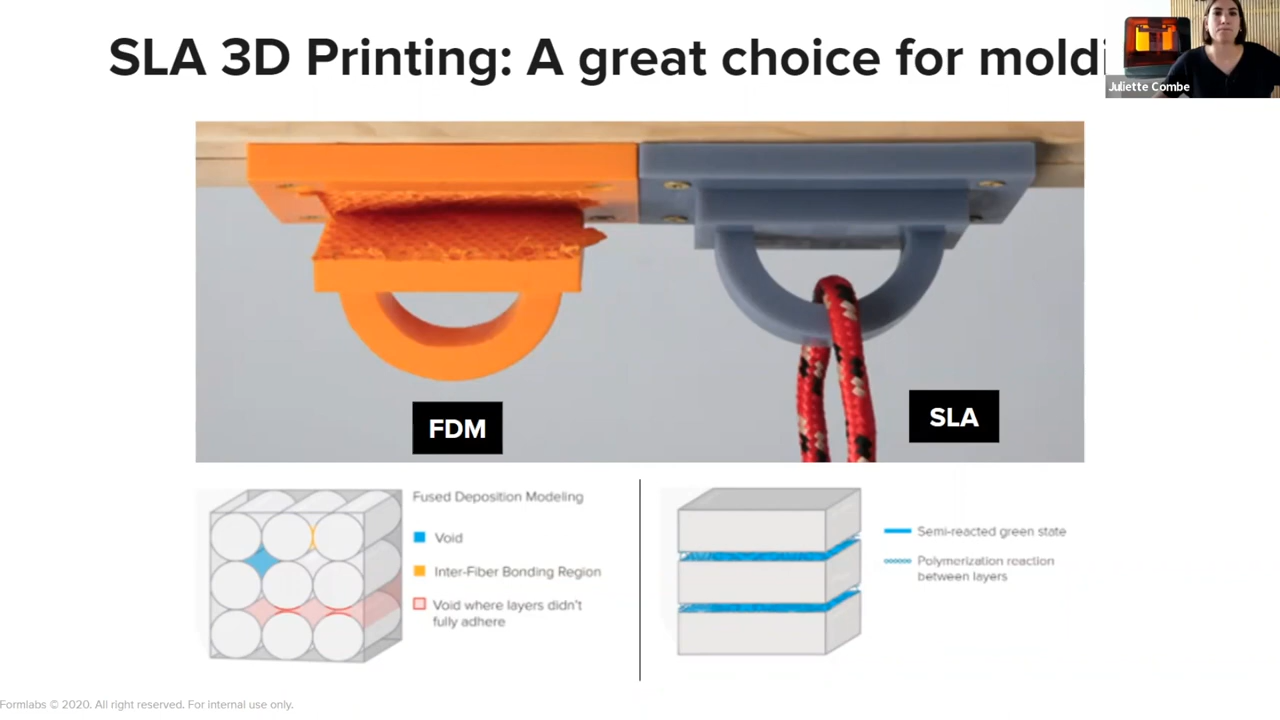 SLA 3D Printing: A great choice for moldi
Juliette Combe
FDM
SLA
Fused Deposition Modeling
Void
Inter-Fiber Bonding Region
Void where layers didn't
fully adhere
Semi-reacted green state
Polymerization reaction
between layers
Formlabs © 2020. All right reserved. For internal use only.